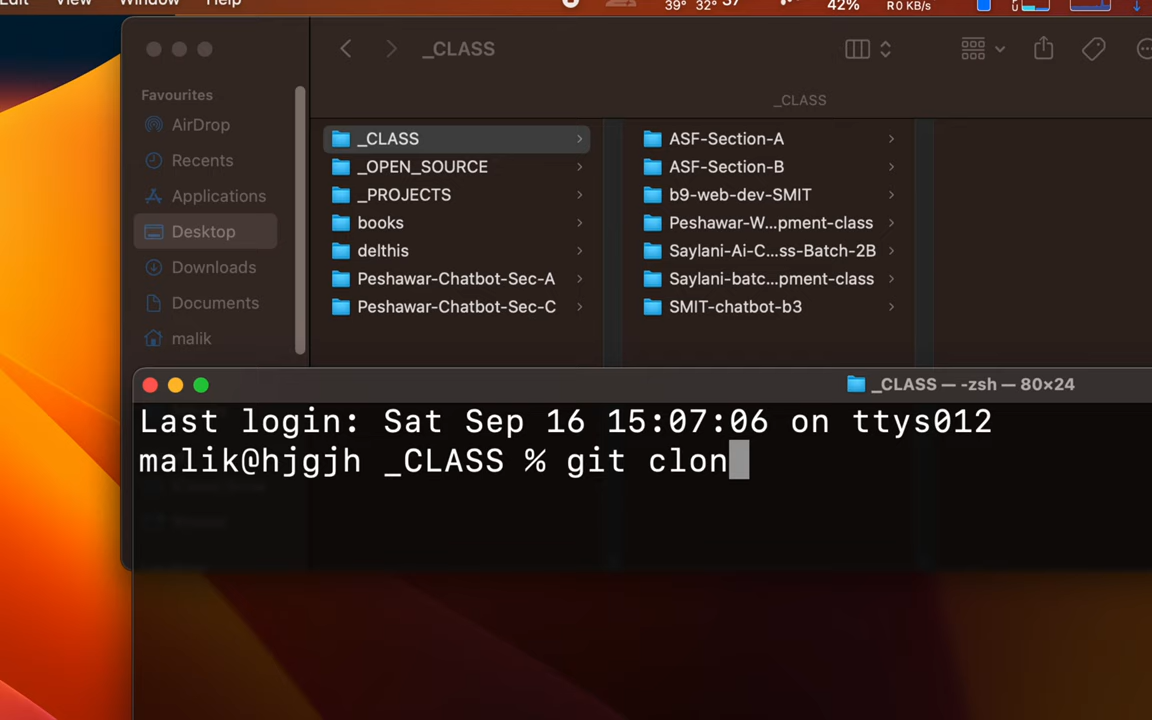 Edit View Window Help
39° 32° 37° 42% R0 KB/s
_CLASS
_CLASS
Favourites
AirDrop
Recents
Applications
Desktop
Downloads
Documents
malik
_CLASS
_OPEN_SOURCE
_PROJECTS
books
delthis
Peshawar-Chatbot-Sec-A
Peshawar-Chatbot-Sec-C
ASF-Section-A
ASF-Section-B
b9-web-dev-SMIT
Peshawar-W...pment-class
Saylani-Ai-C...ss-Batch-2B
Saylani-batc...pment-class
SMIT-chatbot-b3
_CLASS — -zsh — 80×24
Last login: Sat Sep 16 15:07:06 on ttys012
malik@hjgjh _CLASS % git clon